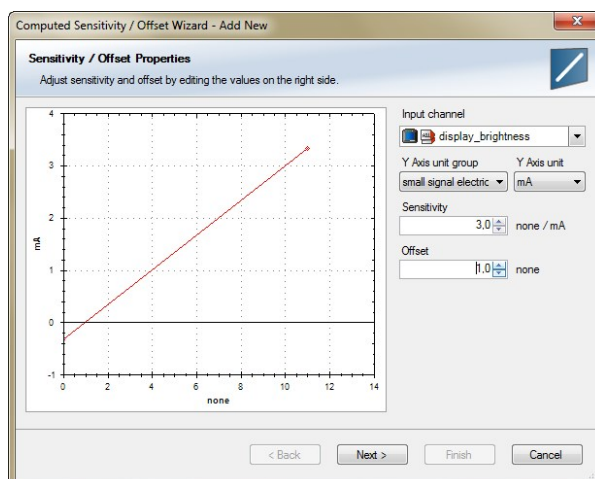 Computed Sensitivity / Offset Wizard - Add New
Sensitivity / Offset Properties
Adjust sensitivity and offset by editing the values on the right side.
4
3
2
1
0
-1
mA
0 2 4 6 8 10 12 14
none
Input channel
display_brightness
Y Axis unit group Y Axis unit
small signal electric mA
Sensitivity
3,0 none / mA
Offset
1,0 none
< Back Next > Finish Cancel